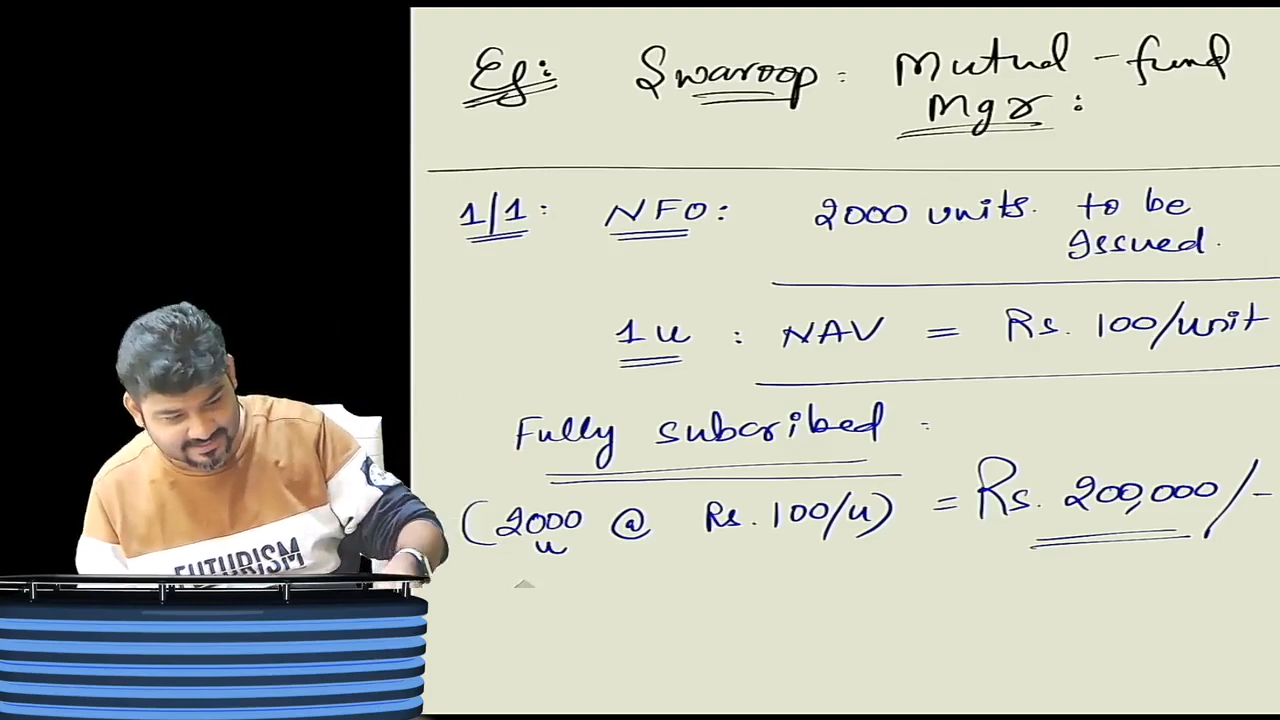 Eg: Swaroop: Mutual-fund
Mgr:
1/1: NFO: 2000 units. to be
issued.
1u : NAV = Rs. 100/unit
Fully subcribed :
(2000 @ Rs. 100/u) = Rs. 200,000/-
u
FUTURISM